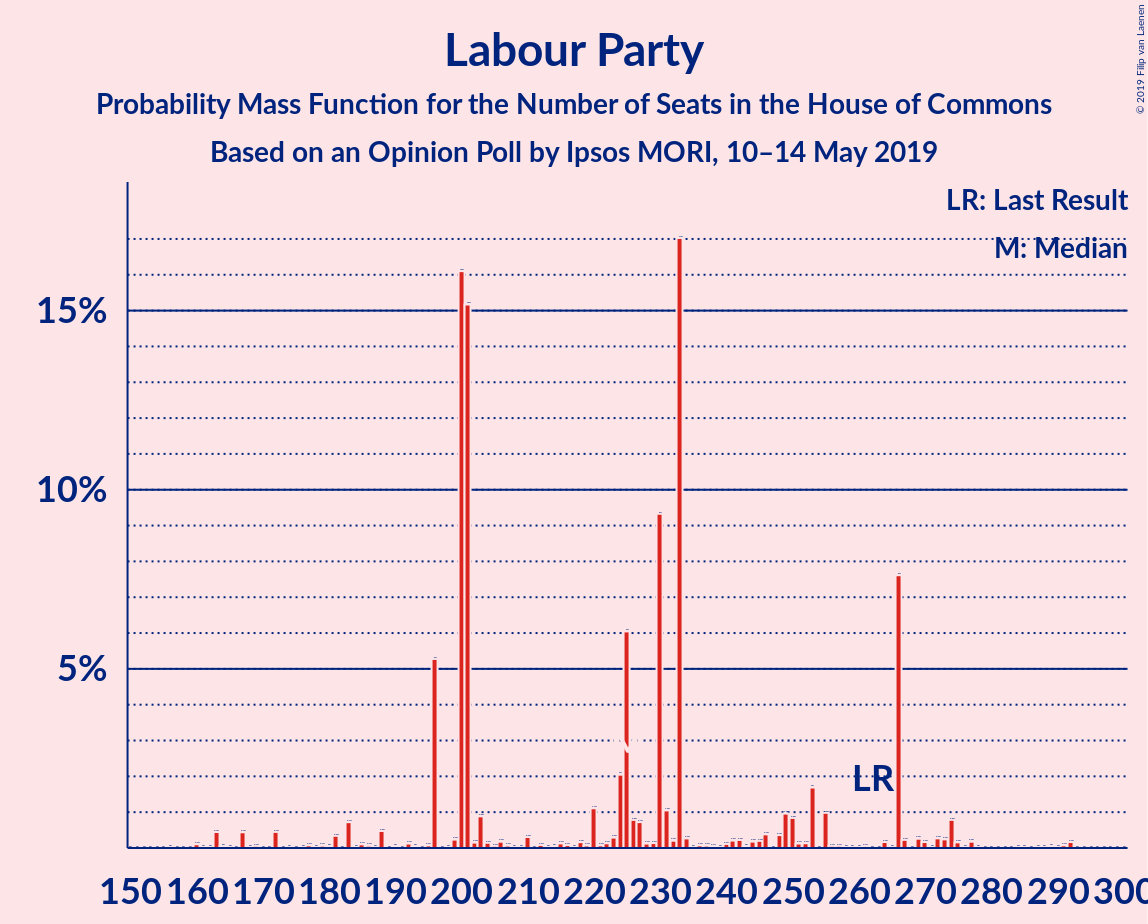 Labour Party
Probability Mass Function for the Number of Seats in the House of Commons
Based on an Opinion Poll by Ipsos MORI, 10–14 May 2019
© 2019 Filip van Laenen
LR: Last Result
M: Median
15%
10%
5%
LR
150 160 170 180 190 200 210 220 230 240 250 260 270 280 290 300